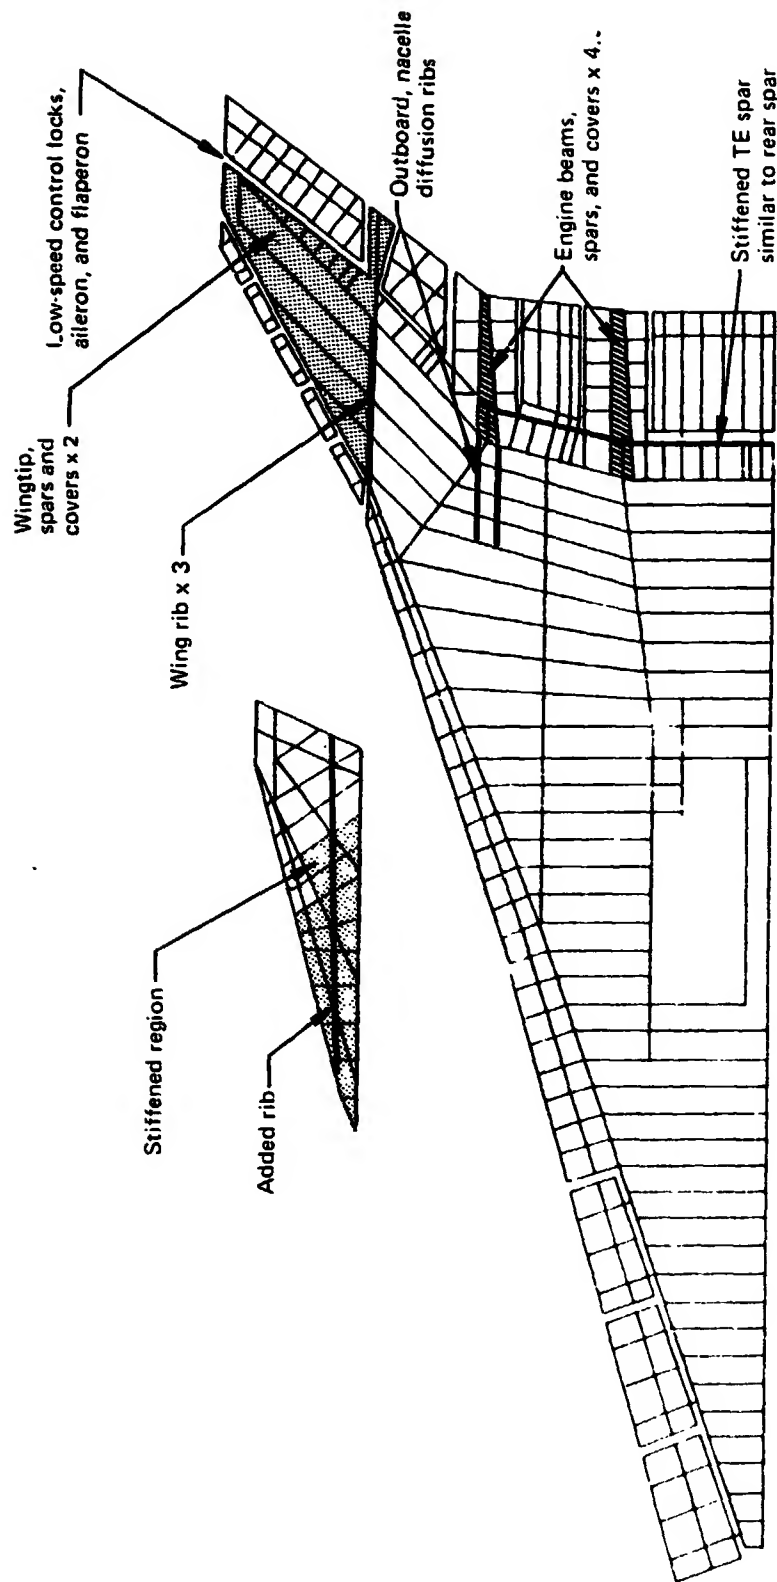 Low-speed control locks,
aileron, and flaperon
Wingtip,
spars and
covers x 2
Outboard, nacelle
diffusion ribs
Wing rib x 3
Engine beams,
spars, and covers x 4..
Stiffened TE spar
similar to rear spar
Stiffened region
Added rib